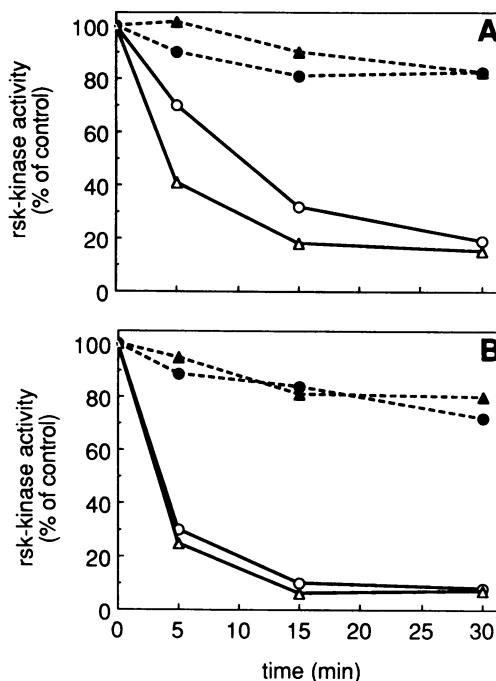 A
rsk-kinase activity
(% of control)
100
80
60
40
20
0
B
rsk-kinase activity
(% of control)
100
80
60
40
20
0
0 5 10 15 20 25 30
time (min)